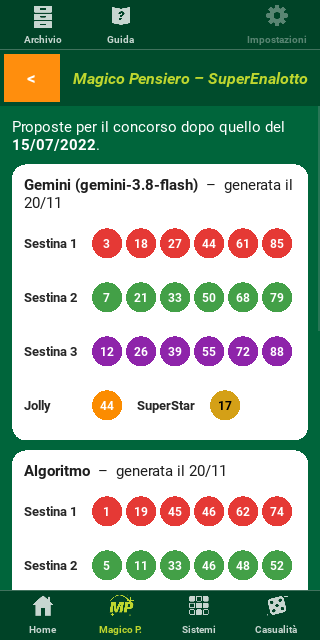 Archivio
Guida
Impostazioni
<
Magico Pensiero – SuperEnalotto
Proposte per il concorso dopo quello del
15/07/2022.
Gemini (gemini-3.8-flash) – generata il
20/11
Sestina 1 3 18 27 44 61 85
Sestina 2 7 21 33 50 68 79
Sestina 3 12 26 39 55 72 88
Jolly 44 SuperStar 17
Algoritmo – generata il 20/11
Sestina 1 1 19 45 46 62 74
Sestina 2 5 11 33 46 48 52
MP
Home
Magico P.
Sistemi
Casualità